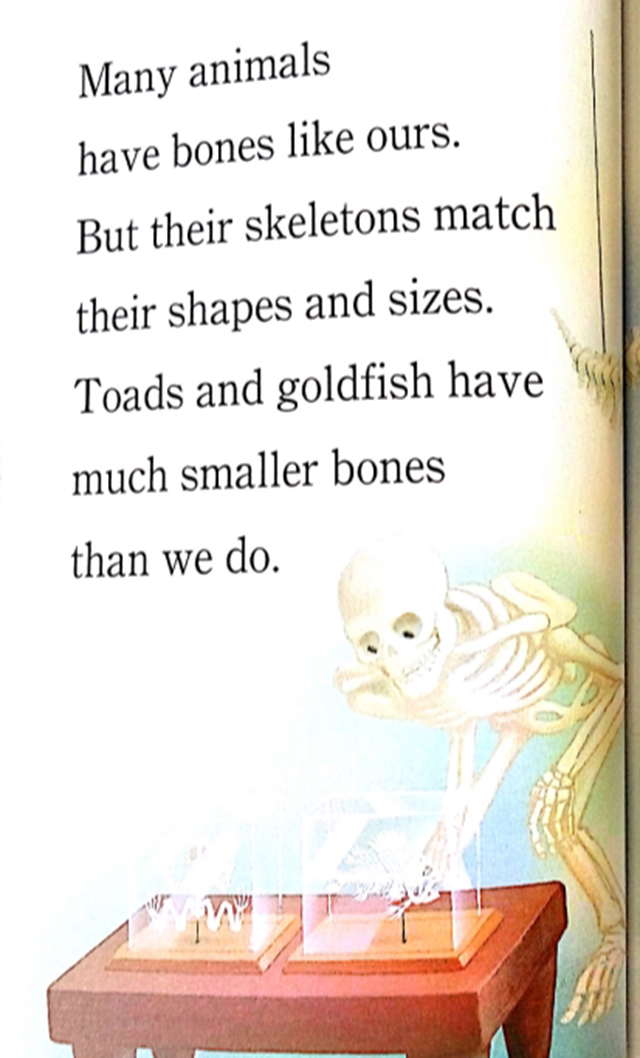 Many animals
have bones like ours.
But their skeletons match
their shapes and sizes.
Toads and goldfish have
much smaller bones
than we do.